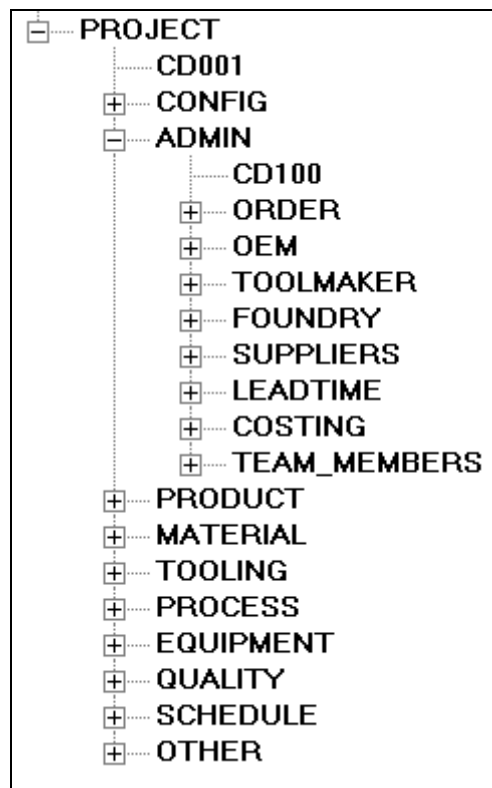 PROJECT
CD001
CONFIG
ADMIN
CD100
ORDER
OEM
TOOLMAKER
FOUNDRY
SUPPLIERS
LEADTIME
COSTING
TEAM_MEMBERS
PRODUCT
MATERIAL
TOOLING
PROCESS
EQUIPMENT
QUALITY
SCHEDULE
OTHER